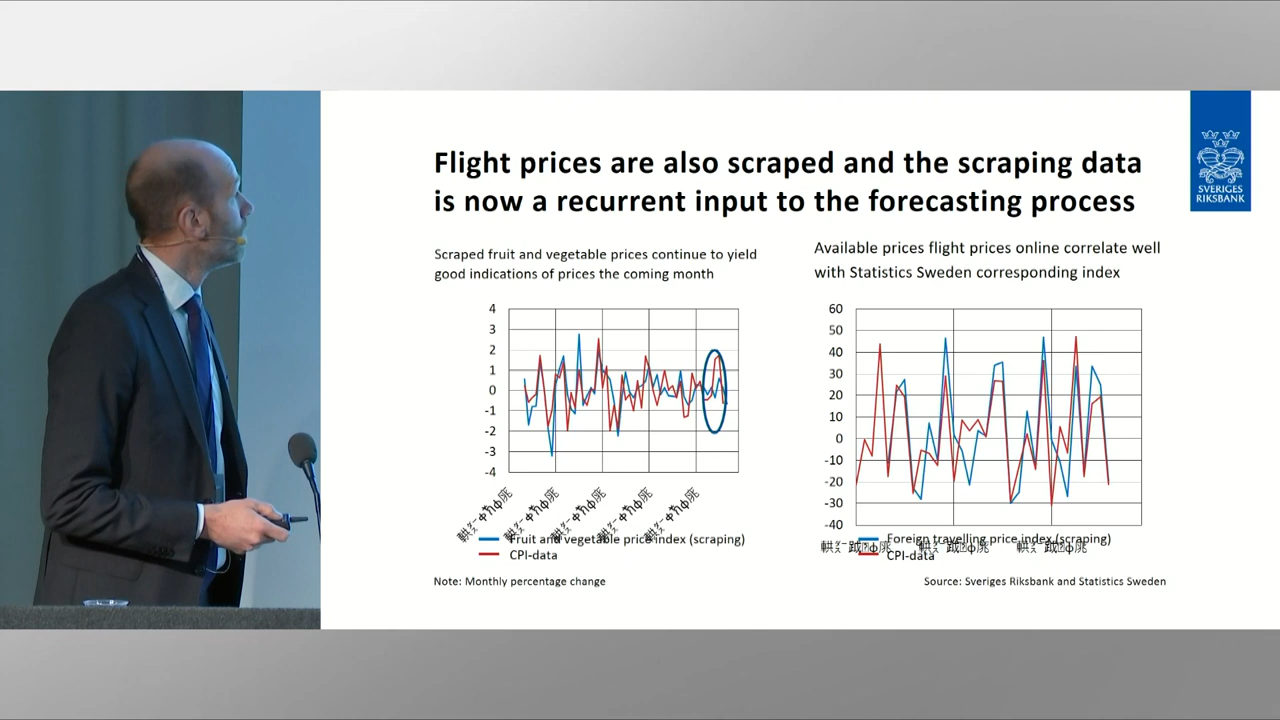 Flight prices are also scraped and the scraping data
is now a recurrent input to the forecasting process
SVERIGES
RIKSBANK
Scraped fruit and vegetable prices continue to yield
good indications of prices the coming month
4
3
2
1
0
-1
-2
-3
-4
Fruit and vegetable price index (scraping)
CPI-data
Note: Monthly percentage change
Available prices flight prices online correlate well
with Statistics Sweden corresponding index
60
50
40
30
20
10
0
-10
-20
-30
-40
Foreign travelling price index (scraping)
CPI-data
Source: Sveriges Riksbank and Statistics Sweden